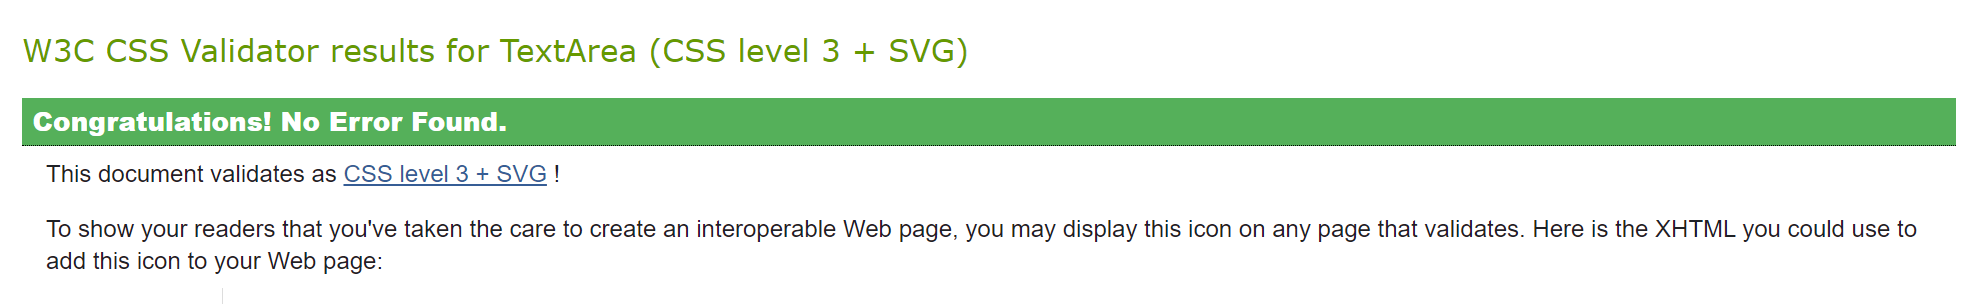 W3C CSS Validator results for TextArea (CSS level 3 + SVG)
Congratulations! No Error Found.
This document validates as CSS level 3 + SVG !
To show your readers that you've taken the care to create an interoperable Web page, you may display this icon on any page that validates. Here is the XHTML you could use to
add this icon to your Web page: